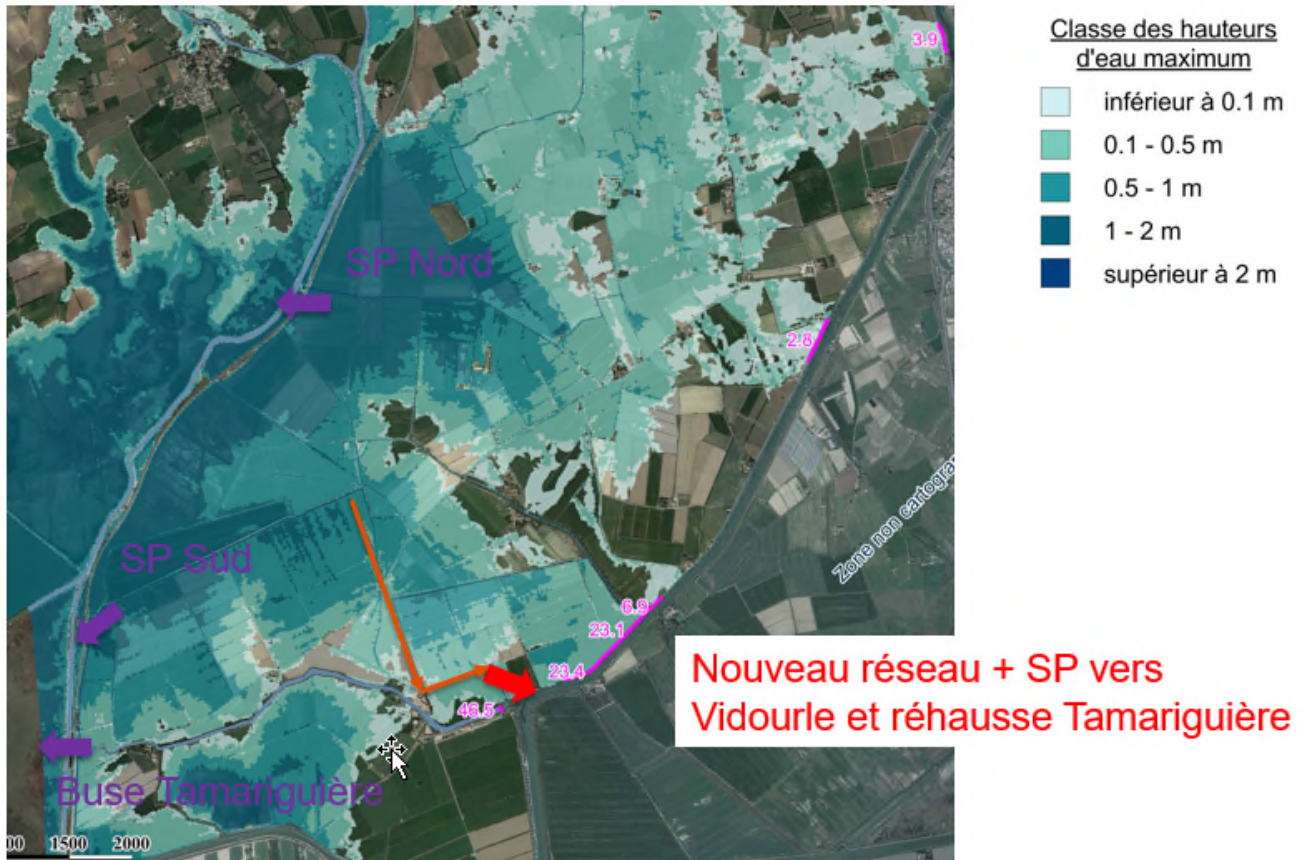 Classe des hauteurs
d'eau maximum
inférieur à 0.1 m
0.1 - 0.5 m
0.5 - 1 m
1 - 2 m
supérieur à 2 m
3.9
SP Nord
2.8
Zone non cartogra
SP Sud
6.9
23.1
23.4
46.5
Nouveau réseau + SP vers
Vidourle et réhausse Tamariguière
Buse Tamariguière
00 1500 2000